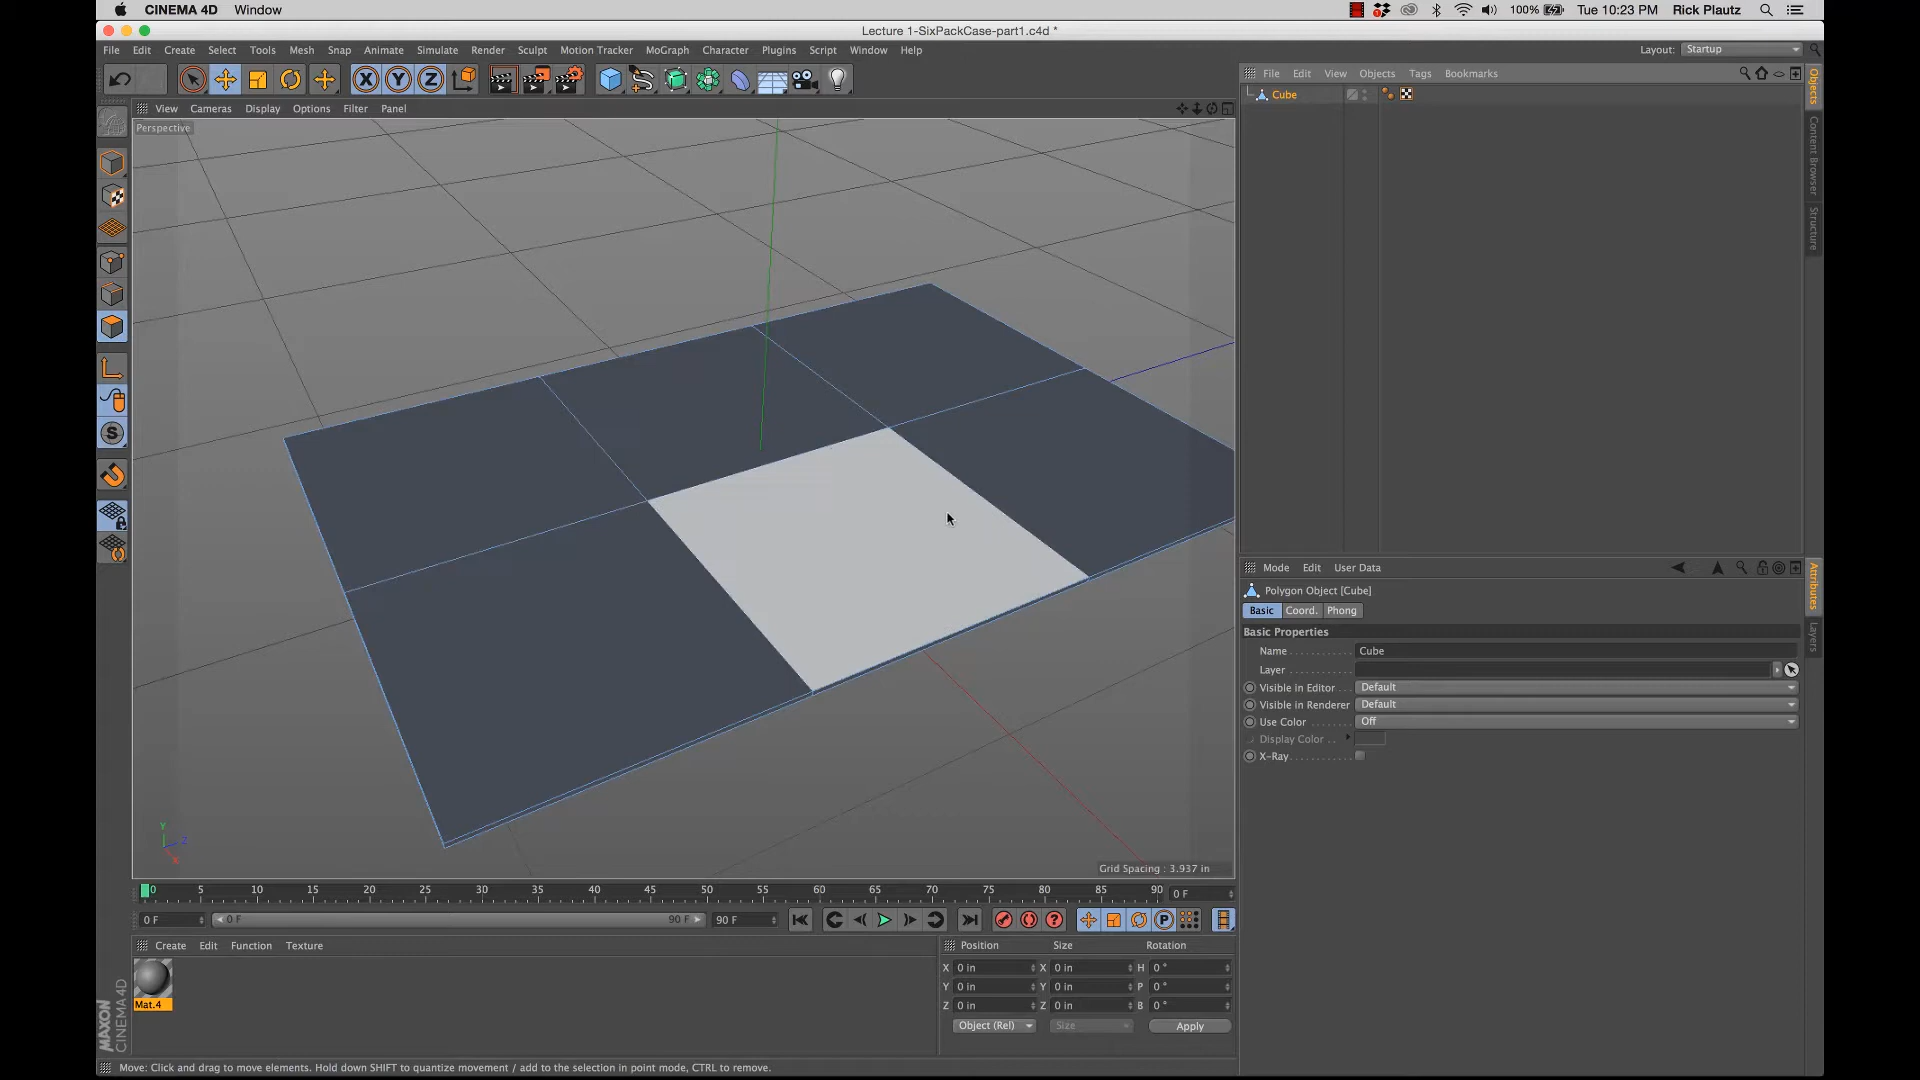 CINEMA 4D Window 100% Tue 10:23 PM Rick Plautz
Lecture 1-SixPackCase-part1.c4d *
File Edit Create Select Tools Mesh Snap Animate Simulate Render Sculpt Motion Tracker MoGraph Character Plugins Script Window Help Layout: Startup
X Y Z
File Edit View Objects Tags Bookmarks
View Cameras Display Options Filter Panel
Cube
Perspective
Objects
Content Browser
Structure
S
Grid Spacing : 3.937 in
Mode Edit User Data
Polygon Object [Cube]
Basic Coord. Phong
Basic Properties
Name Cube
Layer
Visible in Editor Default
Visible in Renderer Default
Use Color Off
Display Color
X-Ray
Attributes
Layers
Y
Z
X
0 5 10 15 20 25 30 35 40 45 50 55 60 65 70 75 80 85 90 0 F
0 F 0 F 90 F 90 F P
Create Edit Function Texture
Mat.4
Position Size Rotation
X 0 in X 0 in H 0 °
Y 0 in Y 0 in P 0 °
Z 0 in Z 0 in B 0 °
Object (Rel) Size Apply
MAXON
CINEMA 4D
Move: Click and drag to move elements. Hold down SHIFT to quantize movement / add to the selection in point mode, CTRL to remove.